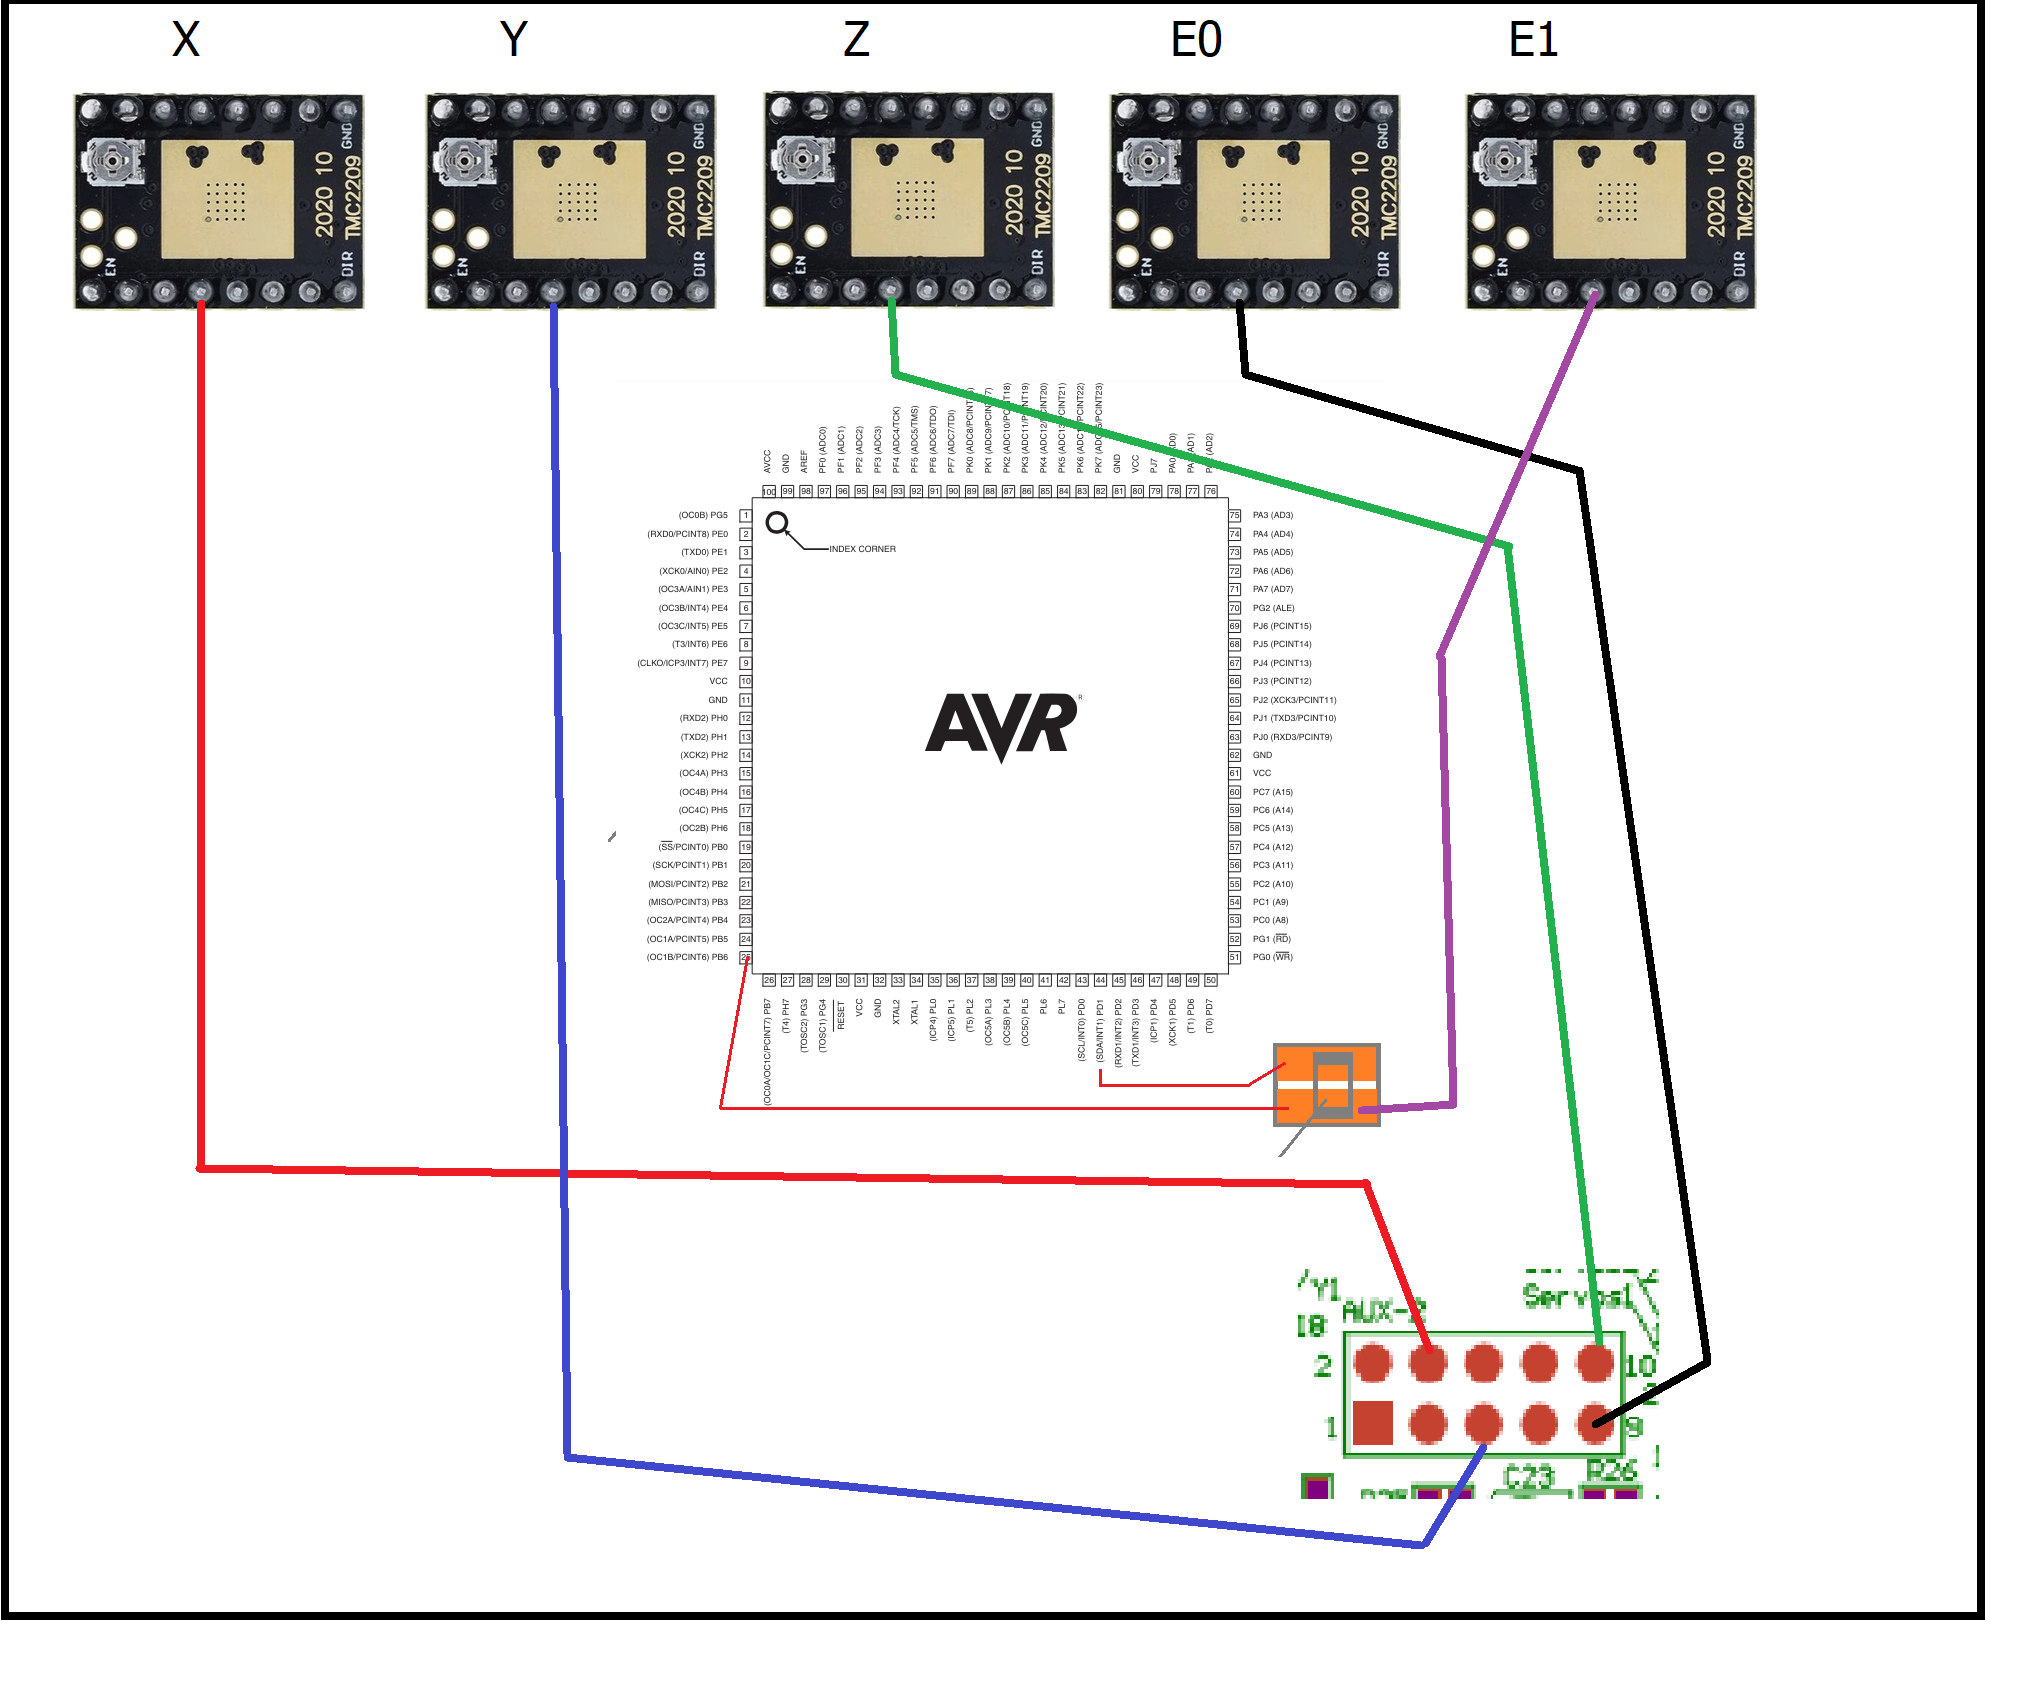 X Y Z E0 E1
GND 2020 10 TMC2209 EN DIR
GND 2020 10 TMC2209 EN DIR
GND 2020 10 TMC2209 EN DIR
GND 2020 10 TMC2209 EN DIR
GND 2020 10 TMC2209 EN DIR
AVCC
GND
AREF
PF0 (ADC0)
PF1 (ADC1)
PF2 (ADC2)
PF3 (ADC3)
PF4 (ADC4/TCK)
PF5 (ADC5/TMS)
PF6 (ADC6/TDO)
PF7 (ADC7/TDI)
PK0 (ADC8/
PK1 (ADC9/
PK2 (ADC10/
PK3 (ADC11/
PK4 (ADC12/
PK5
PK6
PK7
GND
VCC
PJ7
100 99 98 97 96 95 94 93 92 91 90 89 88 87 86 85 84 83 82 81 80 79 78 77 76
INDEX CORNER
AVR®
(OC0B) PG5 1
(RXD0/PCINT8) PE0 2
(TXD0) PE1 3
(XCK0/AIN0) PE2 4
(OC3A/AIN1) PE3 5
(OC3B/INT4) PE4 6
(OC3C/INT5) PE5 7
(T3/INT6) PE6 8
(CLKO/ICP3/INT7) PE7 9
VCC 10
GND 11
(RXD2) PH0 12
(TXD2) PH1 13
(XCK2) PH2 14
(OC4A) PH3 15
(OC4B) PH4 16
(OC4C) PH5 17
(OC2B) PH6 18
(SS/PCINT0) PB0 19
(SCK/PCINT1) PB1 20
(MOSI/PCINT2) PB2 21
(MISO/PCINT3) PB3 22
(OC2A/PCINT4) PB4 23
(OC1A/PCINT5) PB5 24
(OC1B/PCINT6) PB6 25
75 PA3 (AD3)
74 PA4 (AD4)
73 PA5 (AD5)
72 PA6 (AD6)
71 PA7 (AD7)
70 PG2 (ALE)
69 PJ6 (PCINT15)
68 PJ5 (PCINT14)
67 PJ4 (PCINT13)
66 PJ3 (PCINT12)
65 PJ2 (XCK3/PCINT11)
64 PJ1 (TXD3/PCINT10)
63 PJ0 (RXD3/PCINT9)
62 GND
61 VCC
60 PC7 (A15)
59 PC6 (A14)
58 PC5 (A13)
57 PC4 (A12)
56 PC3 (A11)
55 PC2 (A10)
54 PC1 (A9)
53 PC0 (A8)
52 PG1 (RD)
51 PG0 (WR)
26 27 28 29 30 31 32 33 34 35 36 37 38 39 40 41 42 43 44 45 46 47 48 49 50
(OC0A/OC1C/PCINT7) PB7
(T4) PH7
(TOSC2) PG3
(TOSC1) PG4
RESET
VCC
GND
XTAL2
XTAL1
(ICP4) PL0
(ICP5) PL1
(T5) PL2
(OC5A) PL3
(OC5B) PL4
(OC5C) PL5
PL6
PL7
(SCL/INT0) PD0
(SDA/INT1) PD1
(RXD1/INT2) PD2
(TXD1/INT3) PD3
(ICP1) PD4
(XCK1) PD5
(T1) PD6
(T0) PD7
Y1
18 AUX-2
2 10
1 9
C23 R26